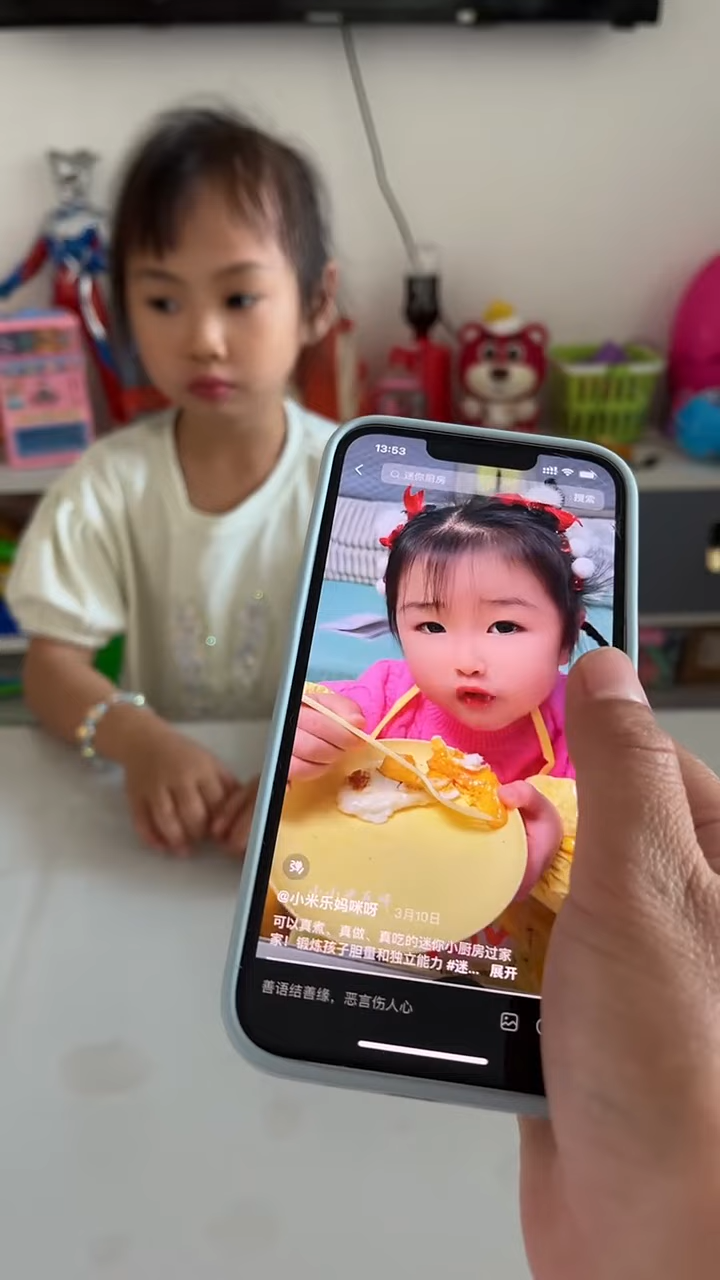 13:53
迷你厨房
搜索
弹
@小米乐妈咪呀 3月10日
可以真煮、真做、真吃的迷你小厨房过家
家！锻炼孩子胆量和独立能力 #迷... 展开
善语结善缘，恶言伤人心